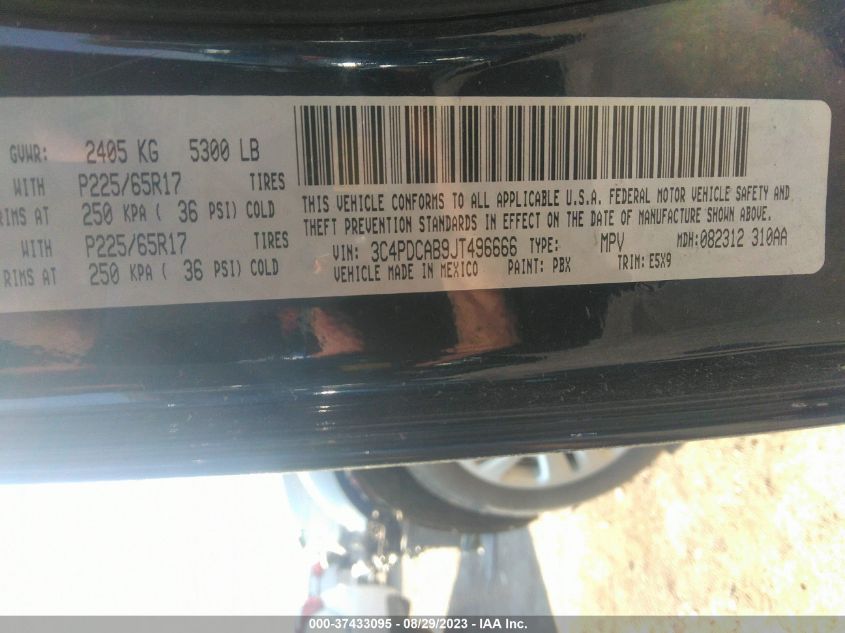 GVWR: 2405 KG 5300 LB
WITH P225/65R17 TIRES
RIMS AT 250 KPA ( 36 PSI) COLD
P225/65R17 TIRES
RIMS AT 250 KPA ( 36 PSI) COLD
THIS VEHICLE CONFORMS TO ALL APPLICABLE U.S.A. FEDERAL MOTOR VEHICLE SAFETY AND
THEFT PREVENTION STANDARDS IN EFFECT ON THE DATE OF MANUFACTURE SHOWN ABOVE.
VIN: 3C4PDCAB9JT496666 TYPE: MPV MDH:082312 310AA
VEHICLE MADE IN MEXICO PAINT: PBX TRIM: E5X9
000-37433095 - 08/29/2023 - IAA Inc.